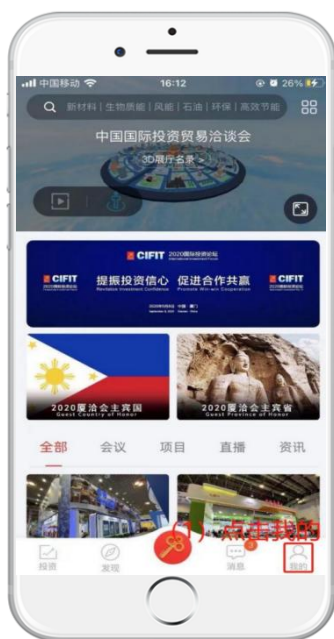 中国移动 16:12 26%
新材料 | 生物质能 | 风能 | 石油 | 环保 | 高效节能
中国国际投资贸易洽谈会
3D展厅名录 >
CIFIT 2020国际投资论坛
CIFIT 提振投资信心 促进合作共赢 CIFIT
Revitalize Investment Confidence Promote Win-win Cooperation
2020厦洽会主宾国 2020厦洽会主宾省
Guest Country of Honor Guest Province of Honor
全部 会议 项目 直播 资讯
(1) 点击我的
投资 发现 消息 我的